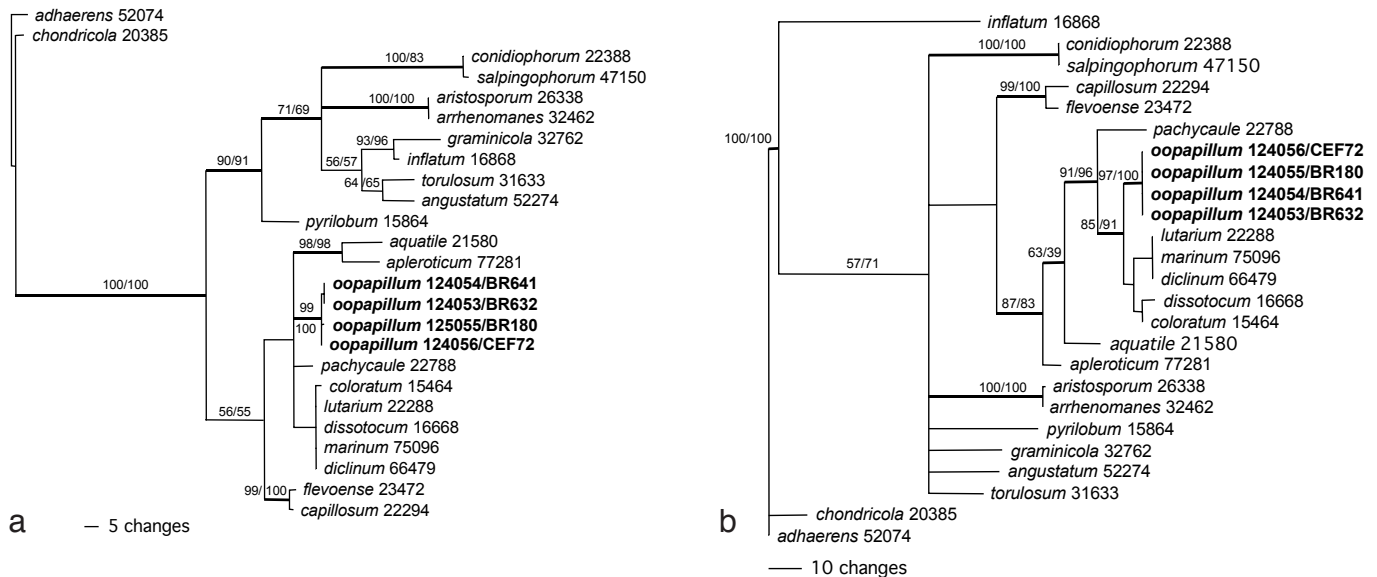 adhaerens 52074
chondricola 20385
100/83
conidiophorum 22388
salpingophorum 47150
71/69
100/100
aristosporum 26338
arrhenomanes 32462
90/91
93/96
graminicola 32762
56/57
inflatum 16868
64/65
torulosum 31633
angustatum 52274
pyrilobum 15864
100/100
98/98
aquatile 21580
apleroticum 77281
oopapillum 124054/BR641
99
oopapillum 124053/BR632
100
oopapillum 125055/BR180
oopapillum 124056/CEF72
pachycaule 22788
coloratum 15464
56/55
lutarium 22288
dissotocum 16668
marinum 75096
diclinum 66479
99/100
flevoense 23472
capillosum 22294
a
5 changes
inflatum 16868
100/100
conidiophorum 22388
salpingophorum 47150
99/100
capillosum 22294
flevoense 23472
100/100
pachycaule 22788
oopapillum 124056/CEF72
91/96
97/100
oopapillum 124055/BR180
oopapillum 124054/BR641
oopapillum 124053/BR632
85/91
lutarium 22288
63/39
marinum 75096
57/71
diclinum 66479
87/83
dissotocum 16668
coloratum 15464
aquatile 21580
apleroticum 77281
100/100
aristosporum 26338
arrhenomanes 32462
pyrilobum 15864
graminicola 32762
angustatum 52274
torulosum 31633
chondricola 20385
adhaerens 52074
b
10 changes